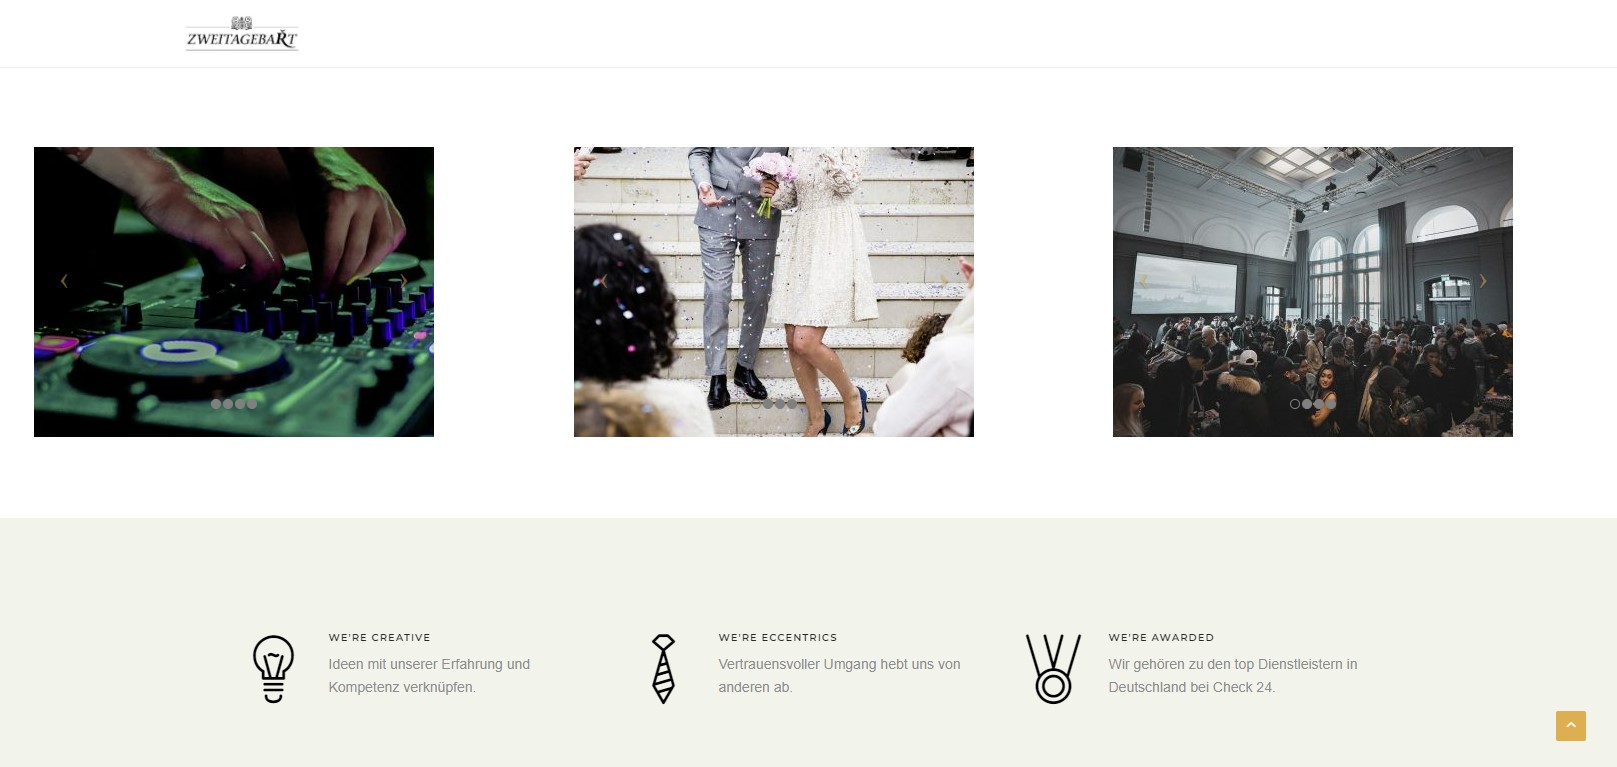 ZWEITAGEBAŘT
WE'RE CREATIVE
Ideen mit unserer Erfahrung und
Kompetenz verknüpfen.
WE'RE ECCENTRICS
Vertrauensvoller Umgang hebt uns von
anderen ab.
WE'RE AWARDED
Wir gehören zu den top Dienstleistern in
Deutschland bei Check 24.